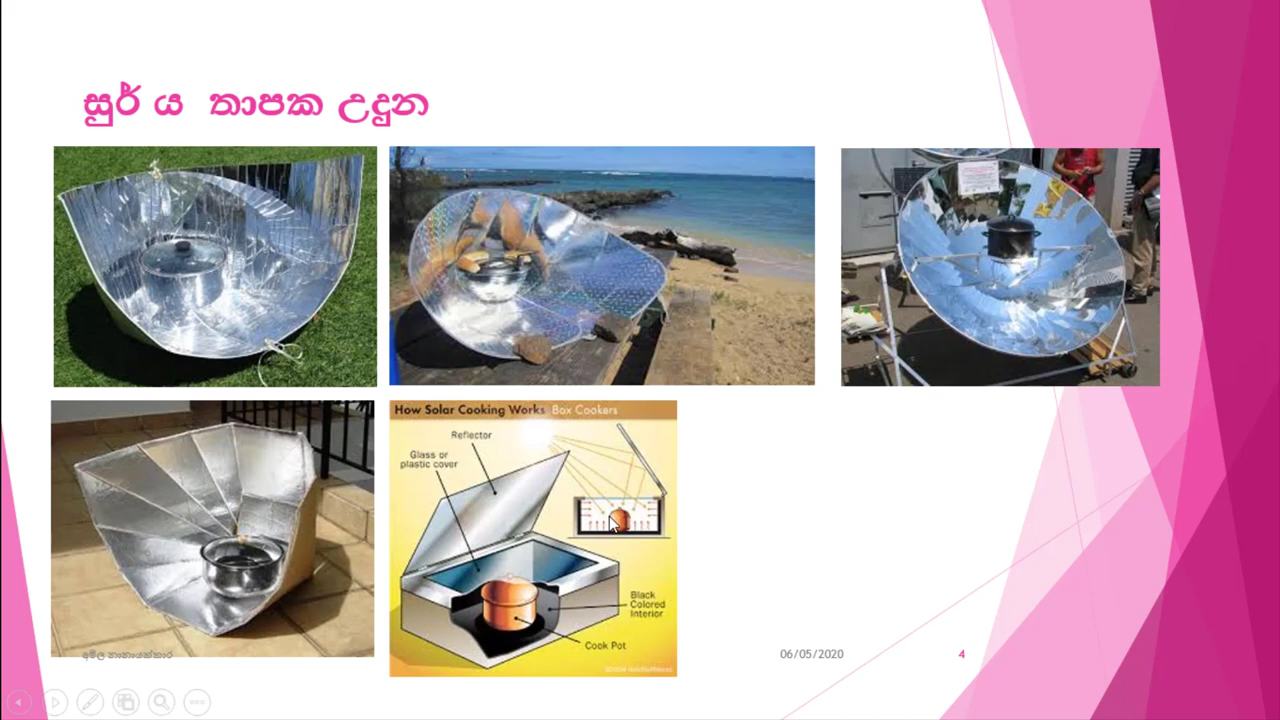 සුර් ය තාපක උදුන
How Solar Cooking Works Box Cookers
Reflector
Glass or
plastic cover
Black
Colored
Interior
Cook Pot
06/05/2020
4